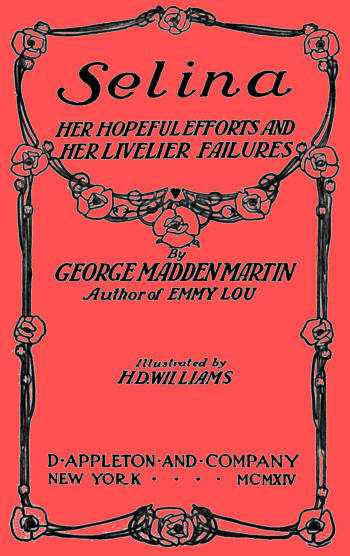 Selina
HER HOPEFUL EFFORTS AND
HER LIVELIER FAILURES
By
GEORGE MADDEN MARTIN
Author of EMMY LOU
Illustrated by
H.D.WILLIAMS
D·APPLETON·AND·COMPANY
NEW YORK · · · · MCMXIV